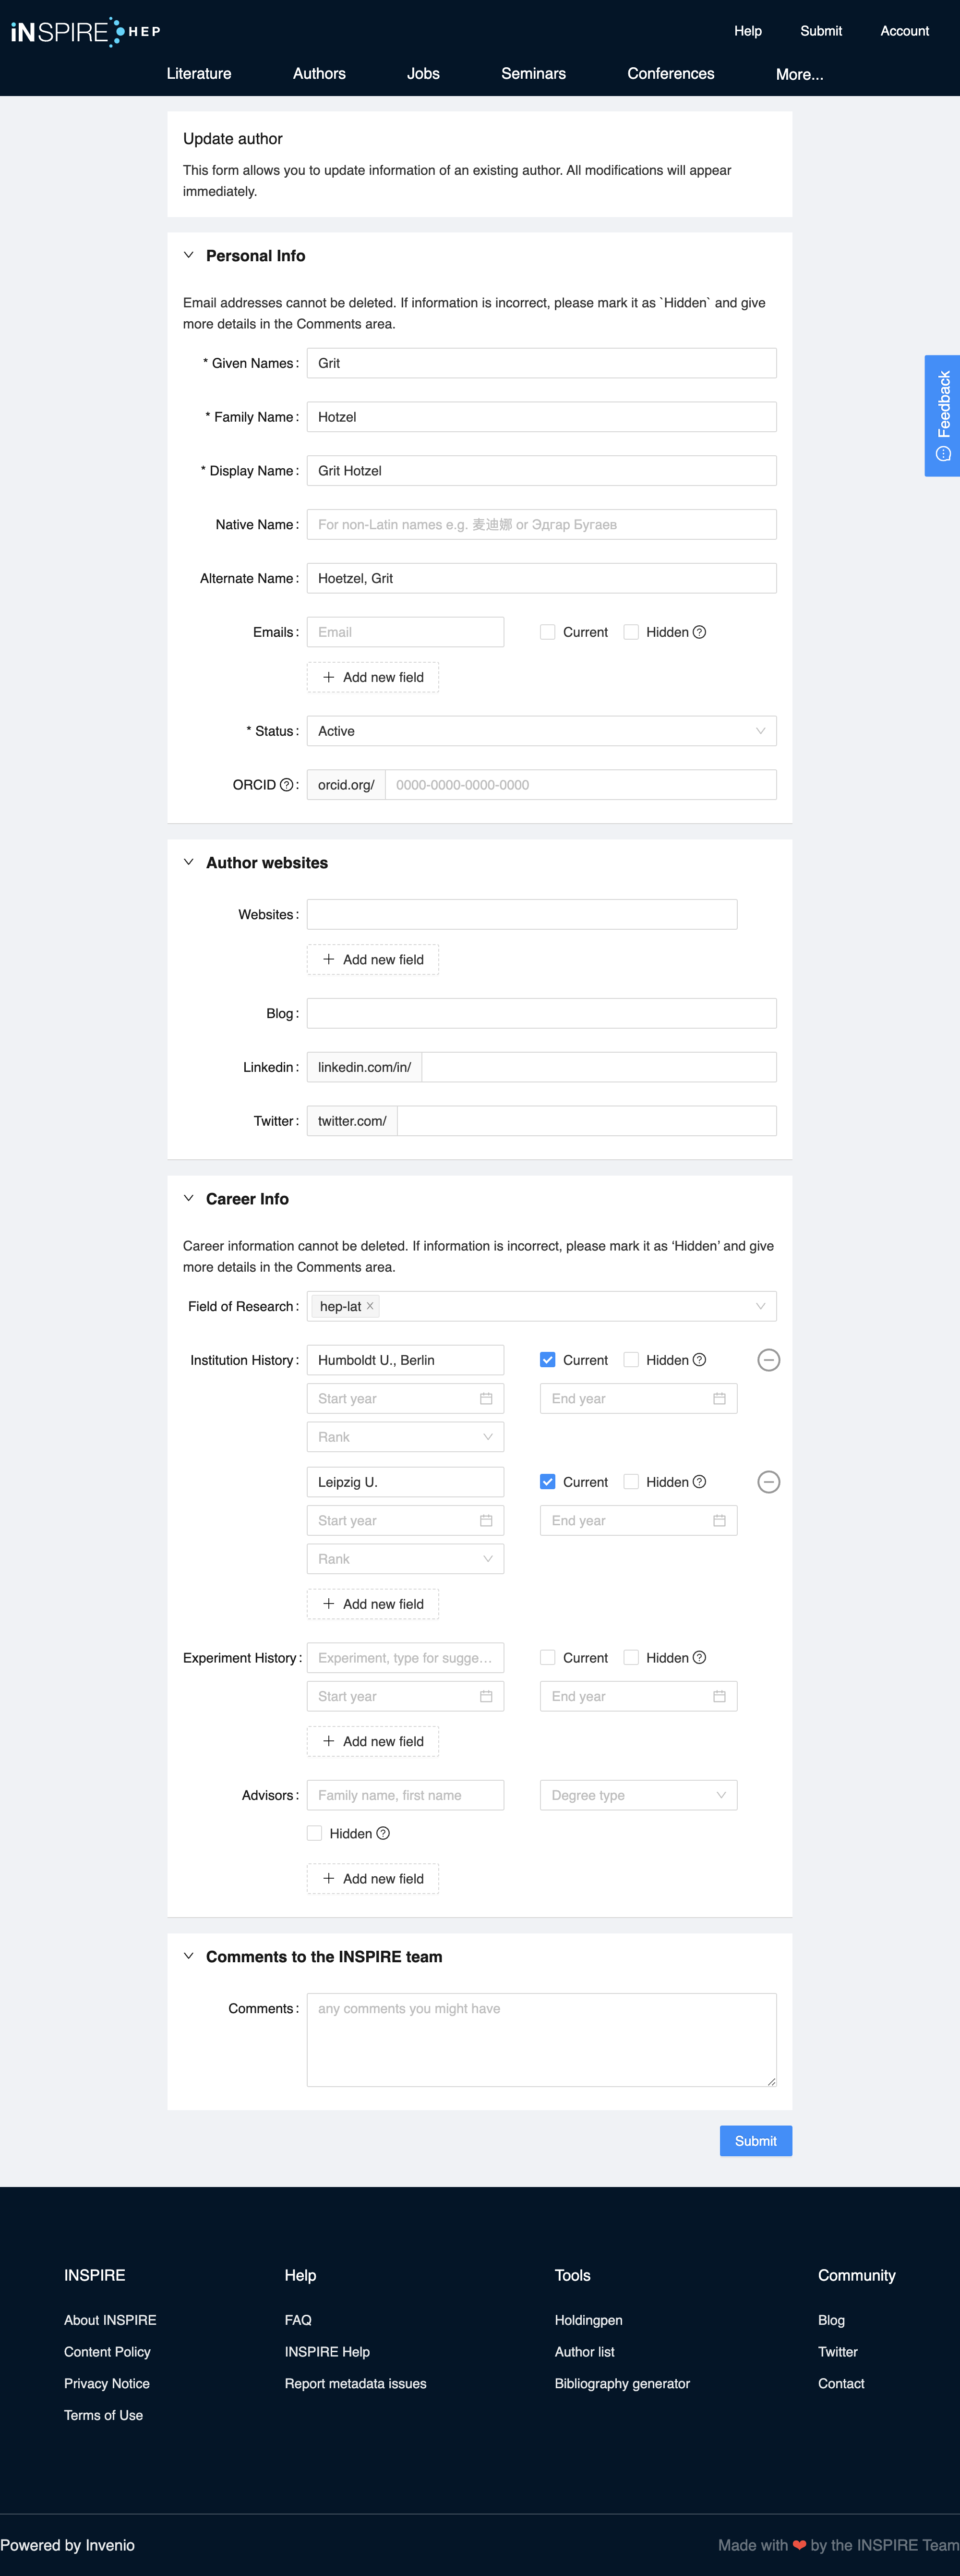 iNSPIRE HEP
Help Submit Account
Literature Authors Jobs Seminars Conferences More...
Update author
This form allows you to update information of an existing author. All modifications will appear
immediately.
Personal Info
Email addresses cannot be deleted. If information is incorrect, please mark it as `Hidden` and give
more details in the Comments area.
* Given Names : Grit
* Family Name : Hotzel
* Display Name : Grit Hotzel
Native Name : For non-Latin names e.g. 麦迪娜 or Эдгар Бугаев
Alternate Name : Hoetzel, Grit
Emails : Email Current Hidden
Add new field
* Status : Active
ORCID : orcid.org/ 0000-0000-0000-0000
Author websites
Websites :
Add new field
Blog :
Linkedin : linkedin.com/in/
Twitter : twitter.com/
Career Info
Career information cannot be deleted. If information is incorrect, please mark it as ‘Hidden’ and give
more details in the Comments area.
Field of Research : hep-lat
Institution History : Humboldt U., Berlin Current Hidden
Start year End year
Rank
Leipzig U. Current Hidden
Start year End year
Rank
Add new field
Experiment History : Experiment, type for sugge... Current Hidden
Start year End year
Add new field
Advisors : Family name, first name Degree type
Hidden
Add new field
Comments to the INSPIRE team
Comments : any comments you might have
Submit
Feedback
INSPIRE Help Tools Community
About INSPIRE FAQ Holdingpen Blog
Content Policy INSPIRE Help Author list Twitter
Privacy Notice Report metadata issues Bibliography generator Contact
Terms of Use
Powered by Invenio Made with ❤ by the INSPIRE Team